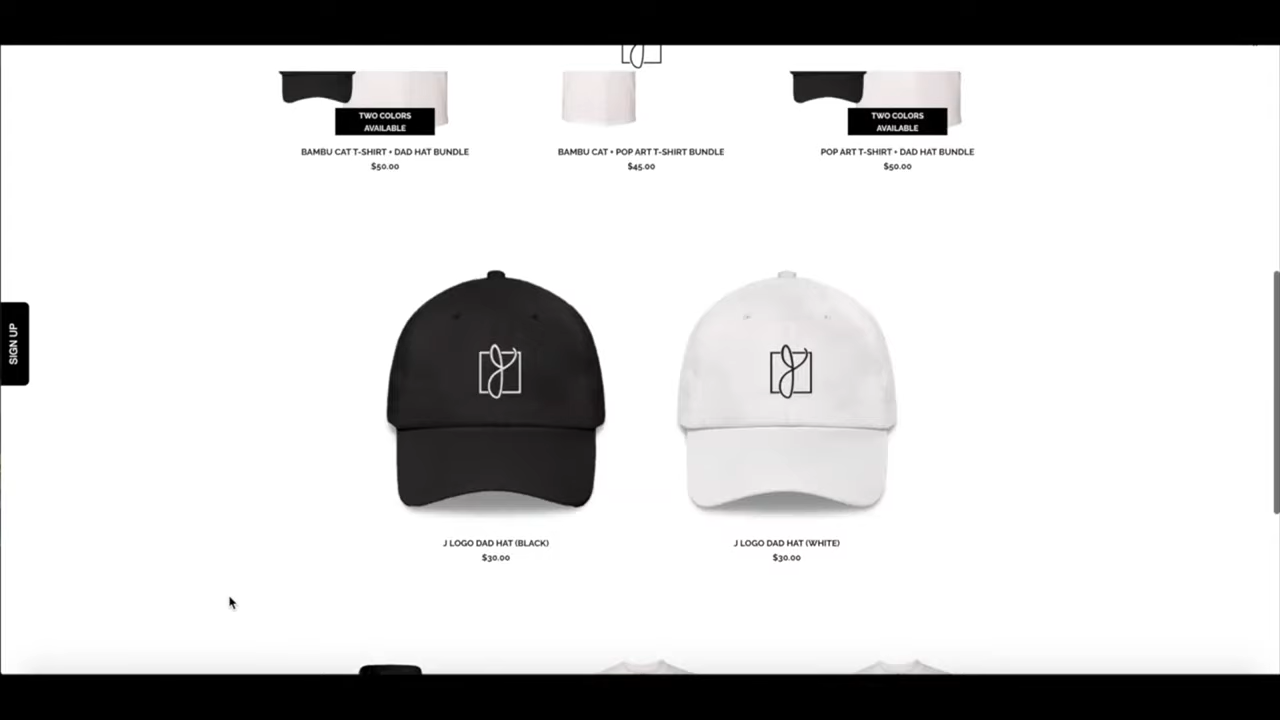 TWO COLORS
AVAILABLE
BAMBU CAT T-SHIRT + DAD HAT BUNDLE
$50.00
BAMBU CAT + POP ART T-SHIRT BUNDLE
$45.00
TWO COLORS
AVAILABLE
POP ART T-SHIRT + DAD HAT BUNDLE
$50.00
SIGN UP
J
J
J LOGO DAD HAT (BLACK)
$30.00
J LOGO DAD HAT (WHITE)
$30.00